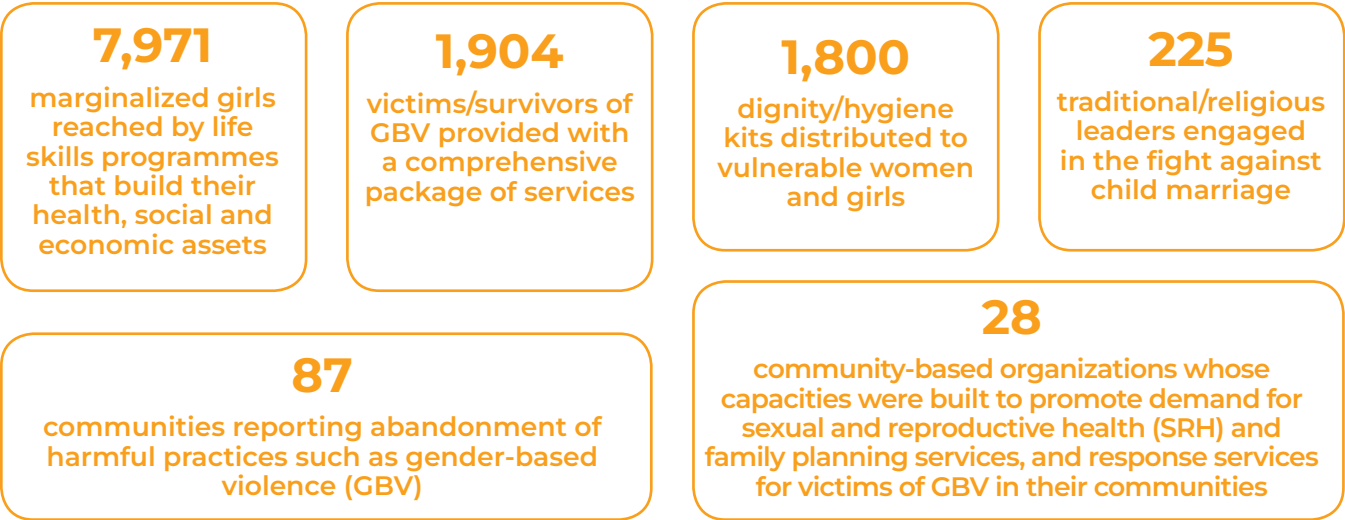 7,971
marginalized girls
reached by life
skills programmes
that build their
health, social and
economic assets
1,904
victims/survivors of
GBV provided with
a comprehensive
package of services
1,800
dignity/hygiene
kits distributed to
vulnerable women
and girls
225
traditional/religious
leaders engaged
in the fight against
child marriage
87
communities reporting abandonment of
harmful practices such as gender-based
violence (GBV)
28
community-based organizations whose
capacities were built to promote demand for
sexual and reproductive health (SRH) and
family planning services, and response services
for victims of GBV in their communities